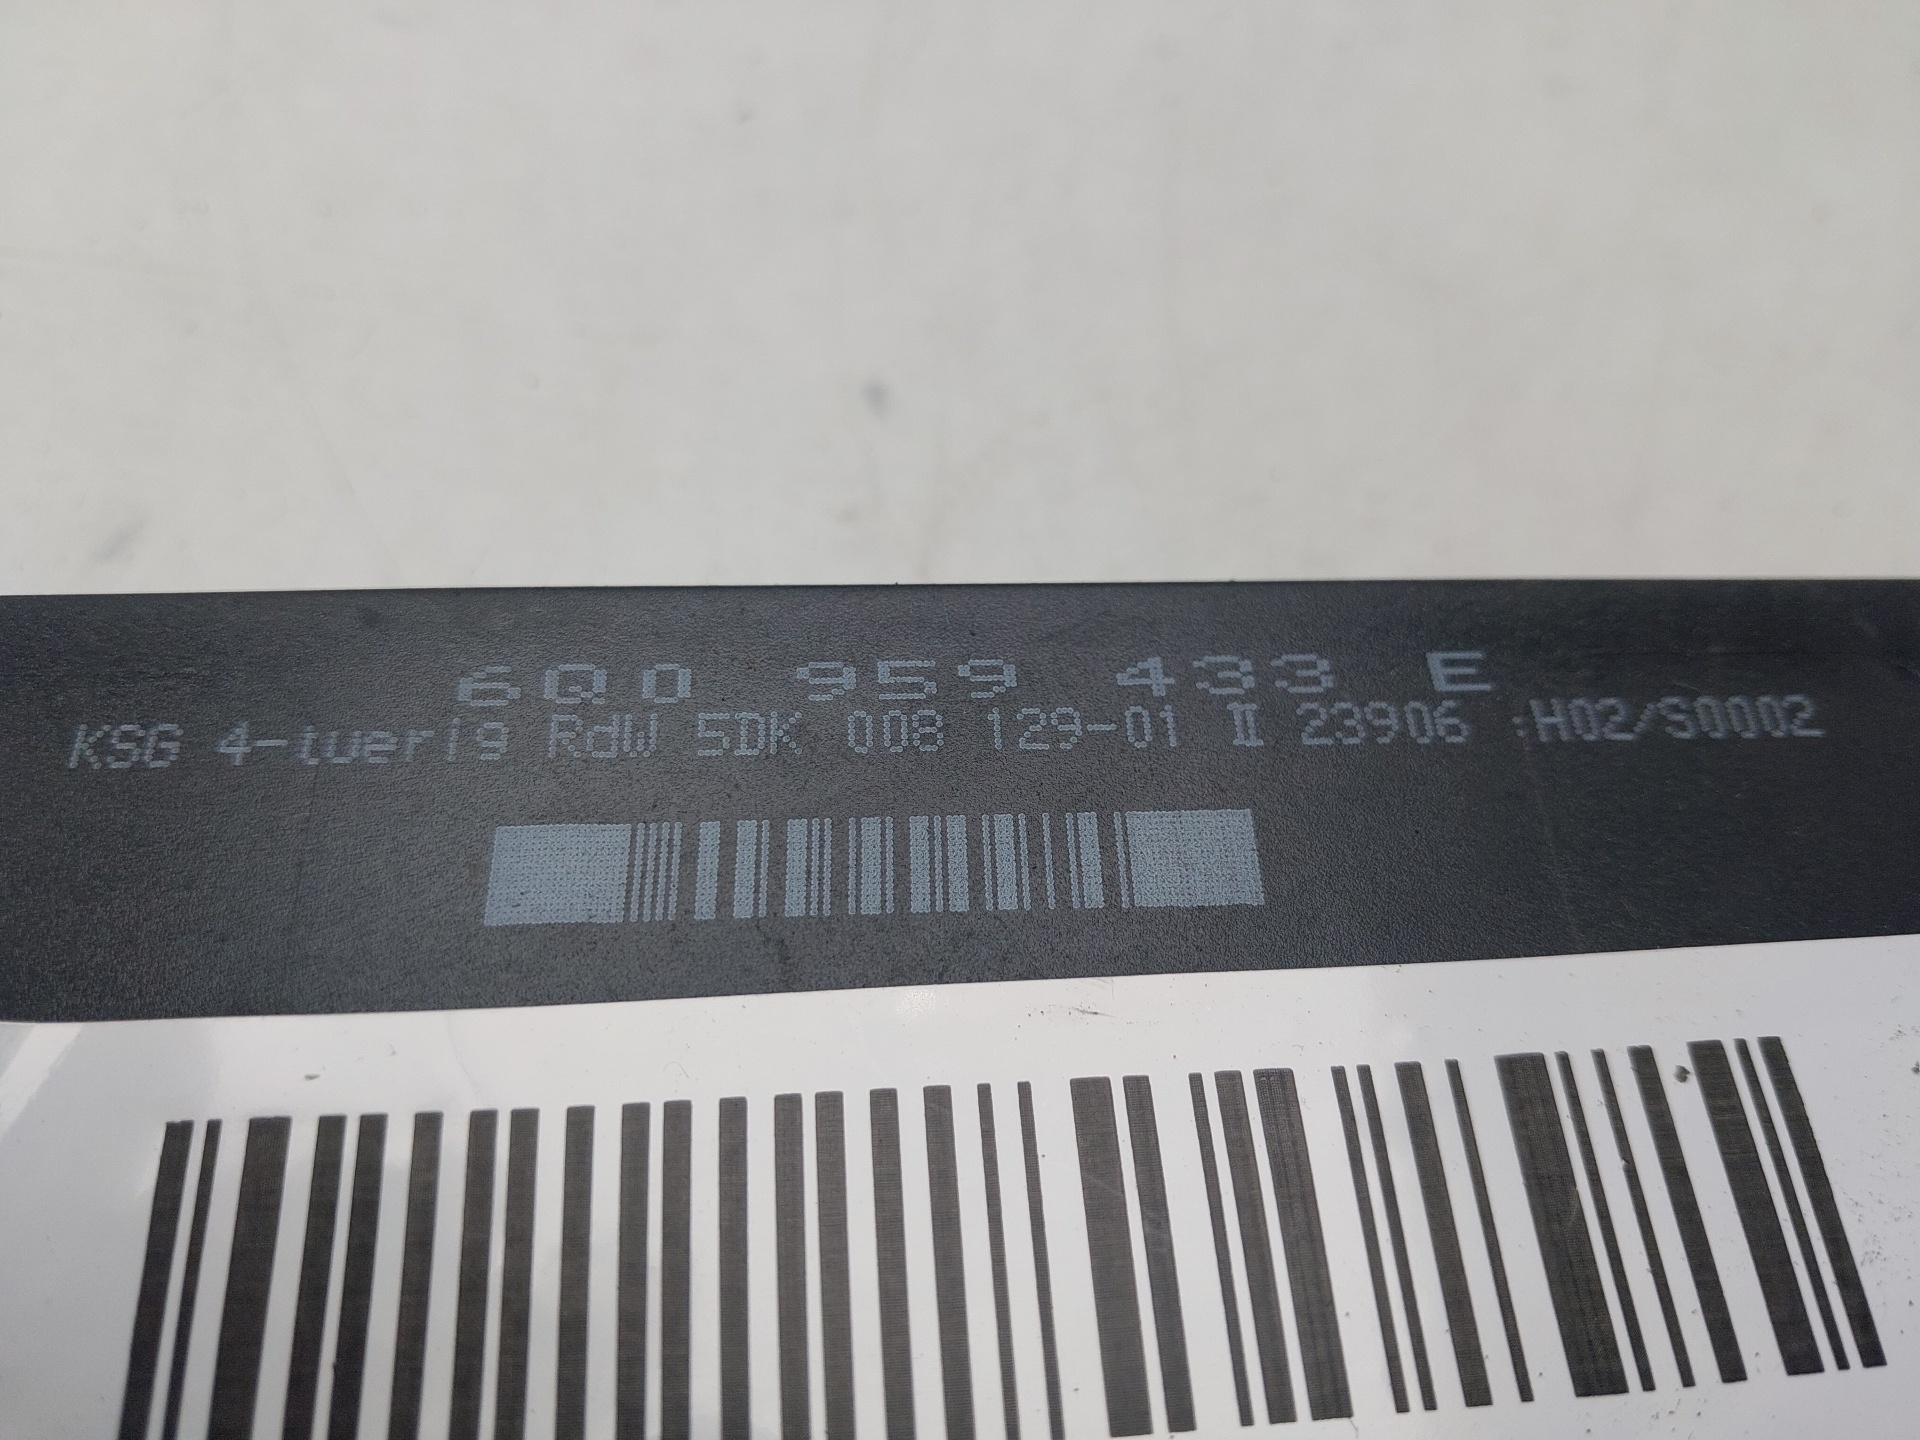 6Q0 959 433 E
KSG 4-tuerig RdW 5DK 008 129-01 II 23906 :H02/S0002